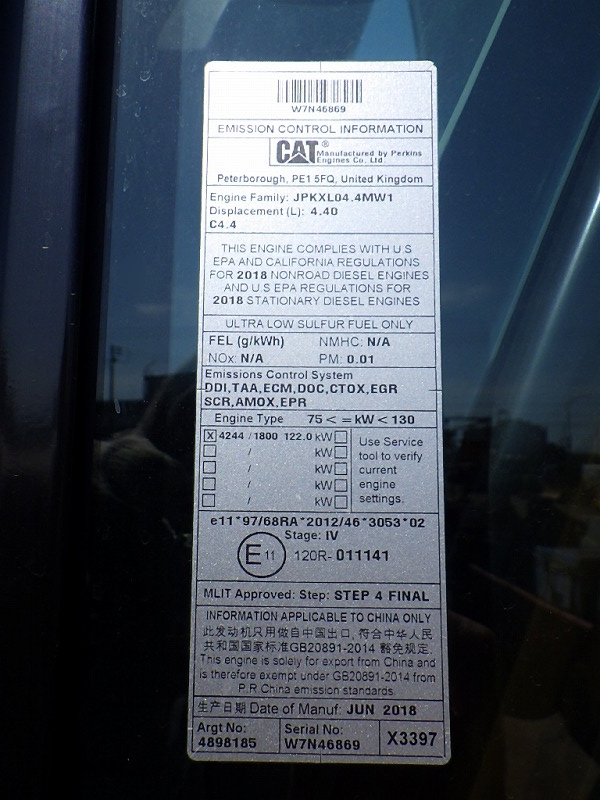 W7N46869
EMISSION CONTROL INFORMATION
CAT® Manufactured by Perkins
Engines Co. Ltd.
Peterborough, PE1 5FQ, United Kingdom
Engine Family: JPKXL04.4MW1
Displacement (L): 4.40
C4.4
THIS ENGINE COMPLIES WITH U.S
EPA AND CALIFORNIA REGULATIONS
FOR 2018 NONROAD DIESEL ENGINES
AND U.S EPA REGULATIONS FOR
2018 STATIONARY DIESEL ENGINES
ULTRA LOW SULFUR FUEL ONLY
FEL (g/kWh) NMHC: N/A
NOx: N/A PM: 0.01
Emissions Control System
DDI,TAA,ECM,DOC,CTOX,EGR
SCR,AMOX,EPR
Engine Type 75 < = kW < 130
X 4244 / 1800 122.0 kW
/ kW
/ kW
/ kW
/ kW
Use Service
tool to verify
current
engine
settings.
e11*97/68RA*2012/46*3053*02
Stage: IV
E 11 120R- 011141
MLIT Approved: Step: STEP 4 FINAL
INFORMATION APPLICABLE TO CHINA ONLY
此发动机只用做自中国出口, 符合中华人民
共和国国家标准GB20891-2014 豁免规定.
This engine is solely for export from China and
is therefore exempt under GB20891-2014 from
P.R China emission standards
生产日期 Date of Manuf: JUN 2018
Argt No:
4898185
Serial No:
W7N46869
X3397